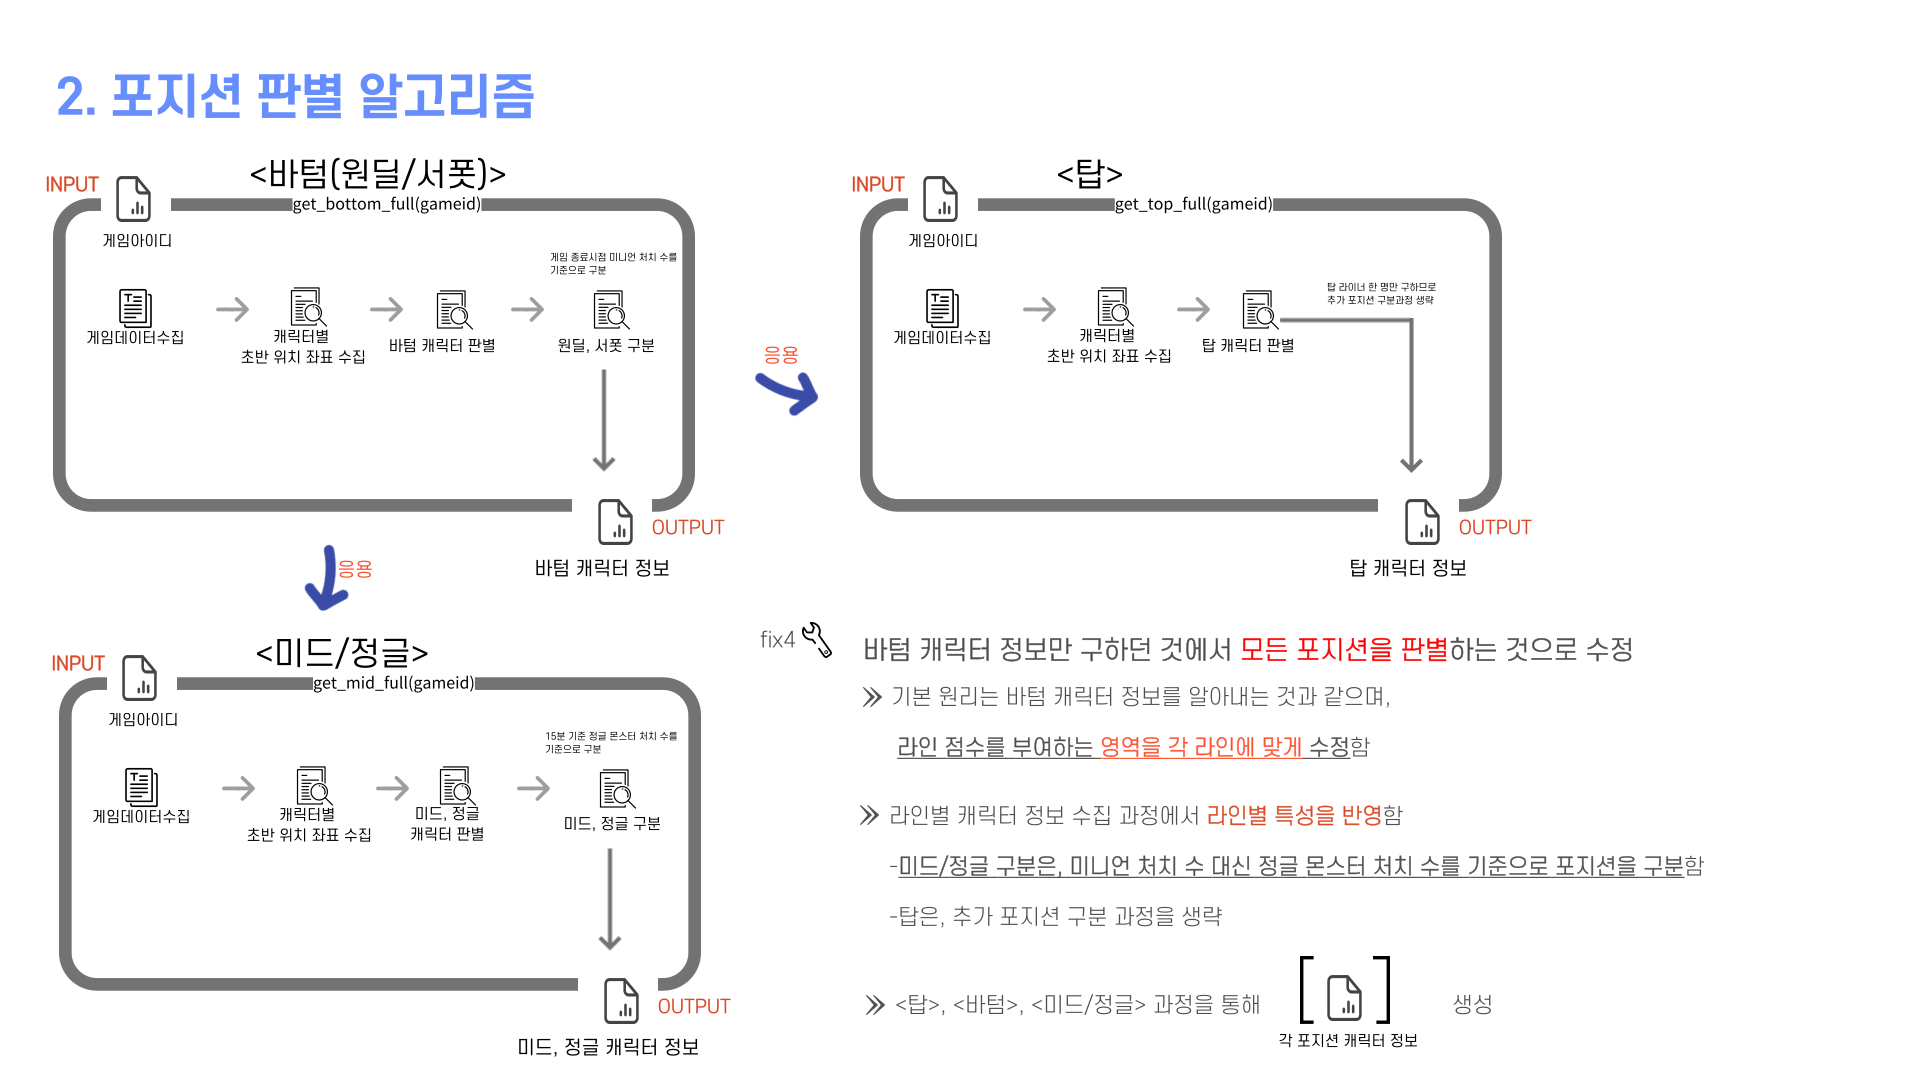 2. 포지션 판별 알고리즘
<바텀(원딜/서폿)>
INPUT
get_bottom_full(gameid)
게임아이디
게임 종료시점 미니언 처치 수를
기준으로 구분
게임데이터수집
캐릭터별
초반 위치 좌표 수집
바텀 캐릭터 판별
원딜, 서폿 구분
OUTPUT
바텀 캐릭터 정보
응용
<탑>
INPUT
get_top_full(gameid)
게임아이디
탑 라이너 한 명만 구하므로
추가 포지션 구분과정 생략
게임데이터수집
캐릭터별
초반 위치 좌표 수집
탑 캐릭터 판별
OUTPUT
탑 캐릭터 정보
응용
<미드/정글>
INPUT
get_mid_full(gameid)
게임아이디
15분 기준 정글 몬스터 처치 수를
기준으로 구분
게임데이터수집
캐릭터별
초반 위치 좌표 수집
미드, 정글
캐릭터 판별
미드, 정글 구분
OUTPUT
미드, 정글 캐릭터 정보
fix4
바텀 캐릭터 정보만 구하던 것에서 모든 포지션을 판별하는 것으로 수정
기본 원리는 바텀 캐릭터 정보를 알아내는 것과 같으며,
라인 점수를 부여하는 영역을 각 라인에 맞게 수정함
라인별 캐릭터 정보 수집 과정에서 라인별 특성을 반영함
-미드/정글 구분은, 미니언 처치 수 대신 정글 몬스터 처치 수를 기준으로 포지션을 구분함
-탑은, 추가 포지션 구분 과정을 생략
<탑>, <바텀>, <미드/정글> 과정을 통해 [ ] 생성
각 포지션 캐릭터 정보